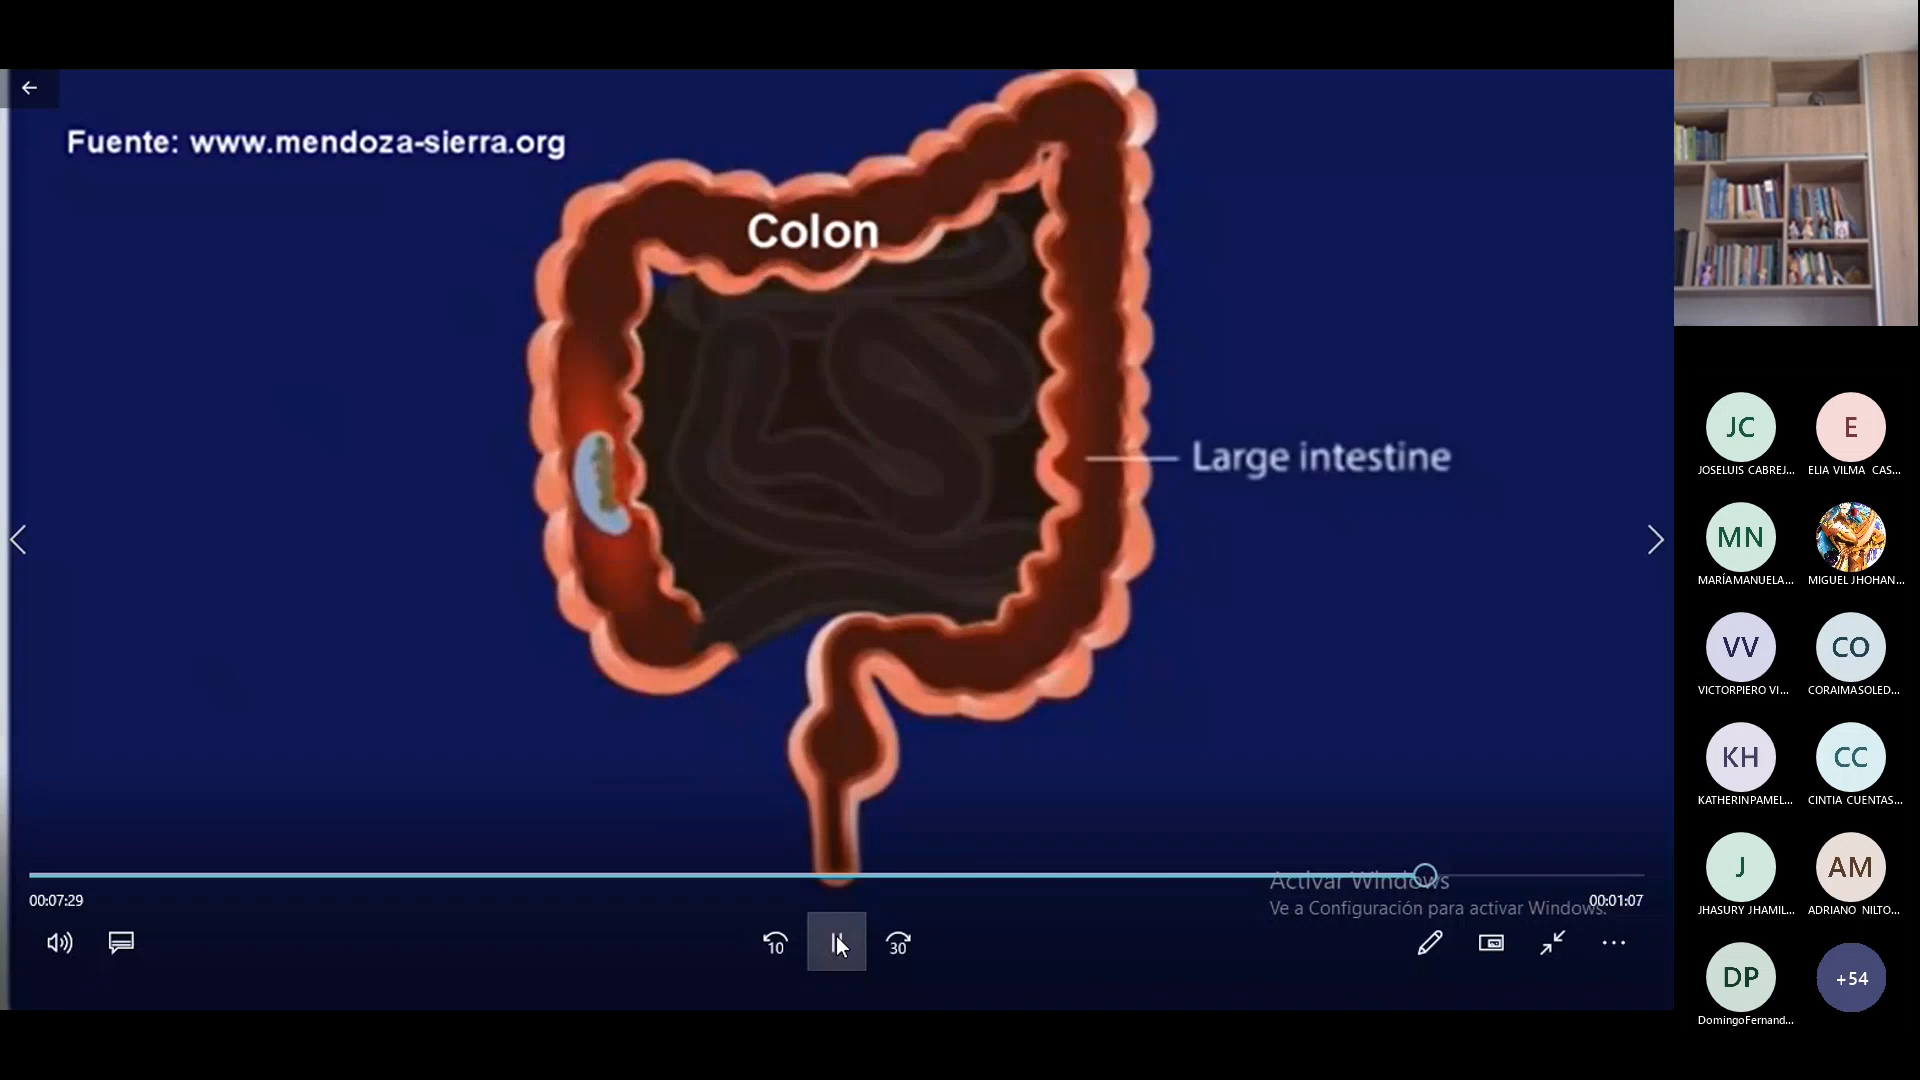 Fuente: www.mendoza-sierra.org
Colon
Large intestine
Activar Windows
Ve a Configuración para activar Windows.
00:07:29
00:01:07
10
30
JC
JOSELUIS CABREJ...
E
ELIA VILMA CAS...
MN
MARÍAMANUELA...
MIGUEL JHOHAN...
VV
VICTORPIERO VI...
CO
CORAIMASOLED...
KH
KATHERINPAMEL...
CC
CINTIA CUENTAS...
J
JHASURY JHAMIL...
AM
ADRIANO NILTO...
DP
DomingoFernand...
+54